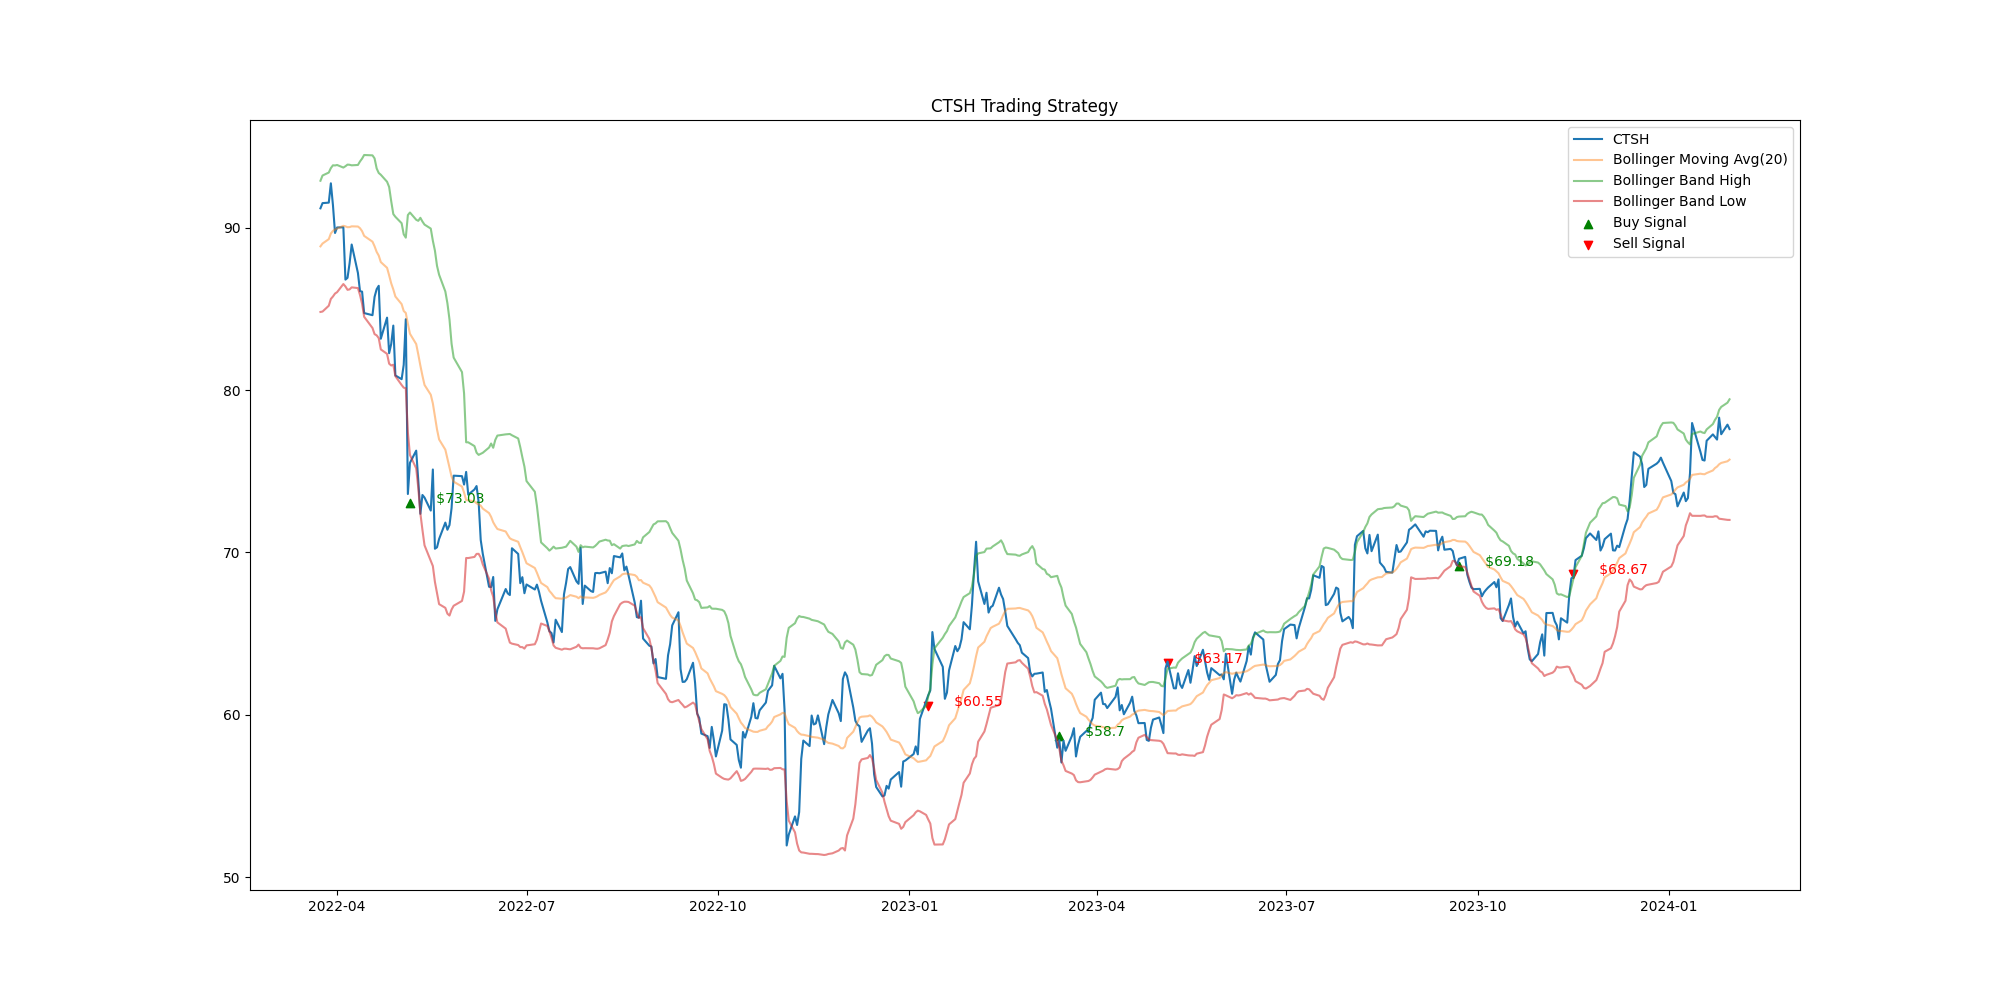 CTSH Trading Strategy
CTSH
Bollinger Moving Avg(20)
Bollinger Band High
Bollinger Band Low
Buy Signal
Sell Signal
90
80
70
60
50
$73.03
$60.55
$58.7
$63.17
$69.18
$68.67
2022-04
2022-07
2022-10
2023-01
2023-04
2023-07
2023-10
2024-01